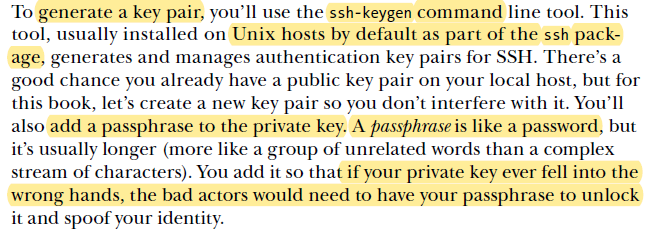 To generate a key pair, you'll use the ssh-keygen command line tool. This
tool, usually installed on Unix hosts by default as part of the ssh pack-
age, generates and manages authentication key pairs for SSH. There's a
good chance you already have a public key pair on your local host, but for
this book, let's create a new key pair so you don't interfere with it. You'll
also add a passphrase to the private key. A passphrase is like a password, but
it's usually longer (more like a group of unrelated words than a complex
stream of characters). You add it so that if your private key ever fell into the
wrong hands, the bad actors would need to have your passphrase to unlock
it and spoof your identity.